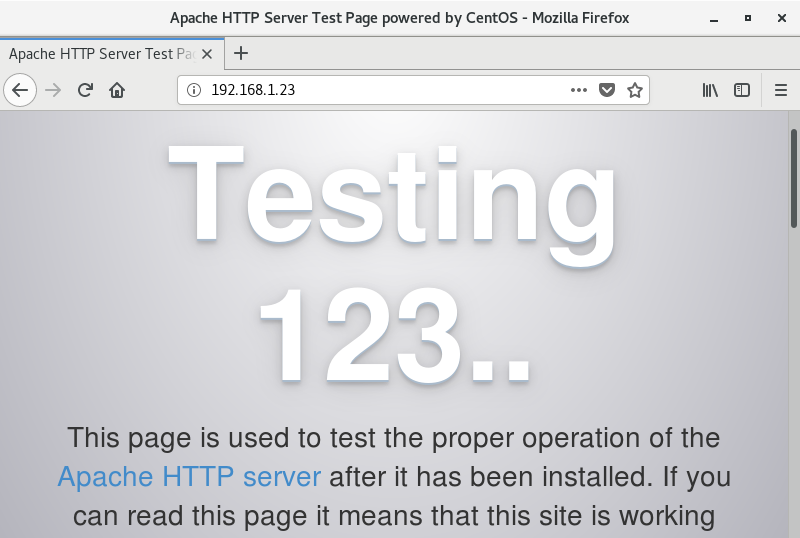 Apache HTTP Server Test Page powered by CentOS - Mozilla Firefox
Apache HTTP Server Test Pa
192.168.1.23
Testing
123..
This page is used to test the proper operation of the
Apache HTTP server after it has been installed. If you
can read this page it means that this site is working